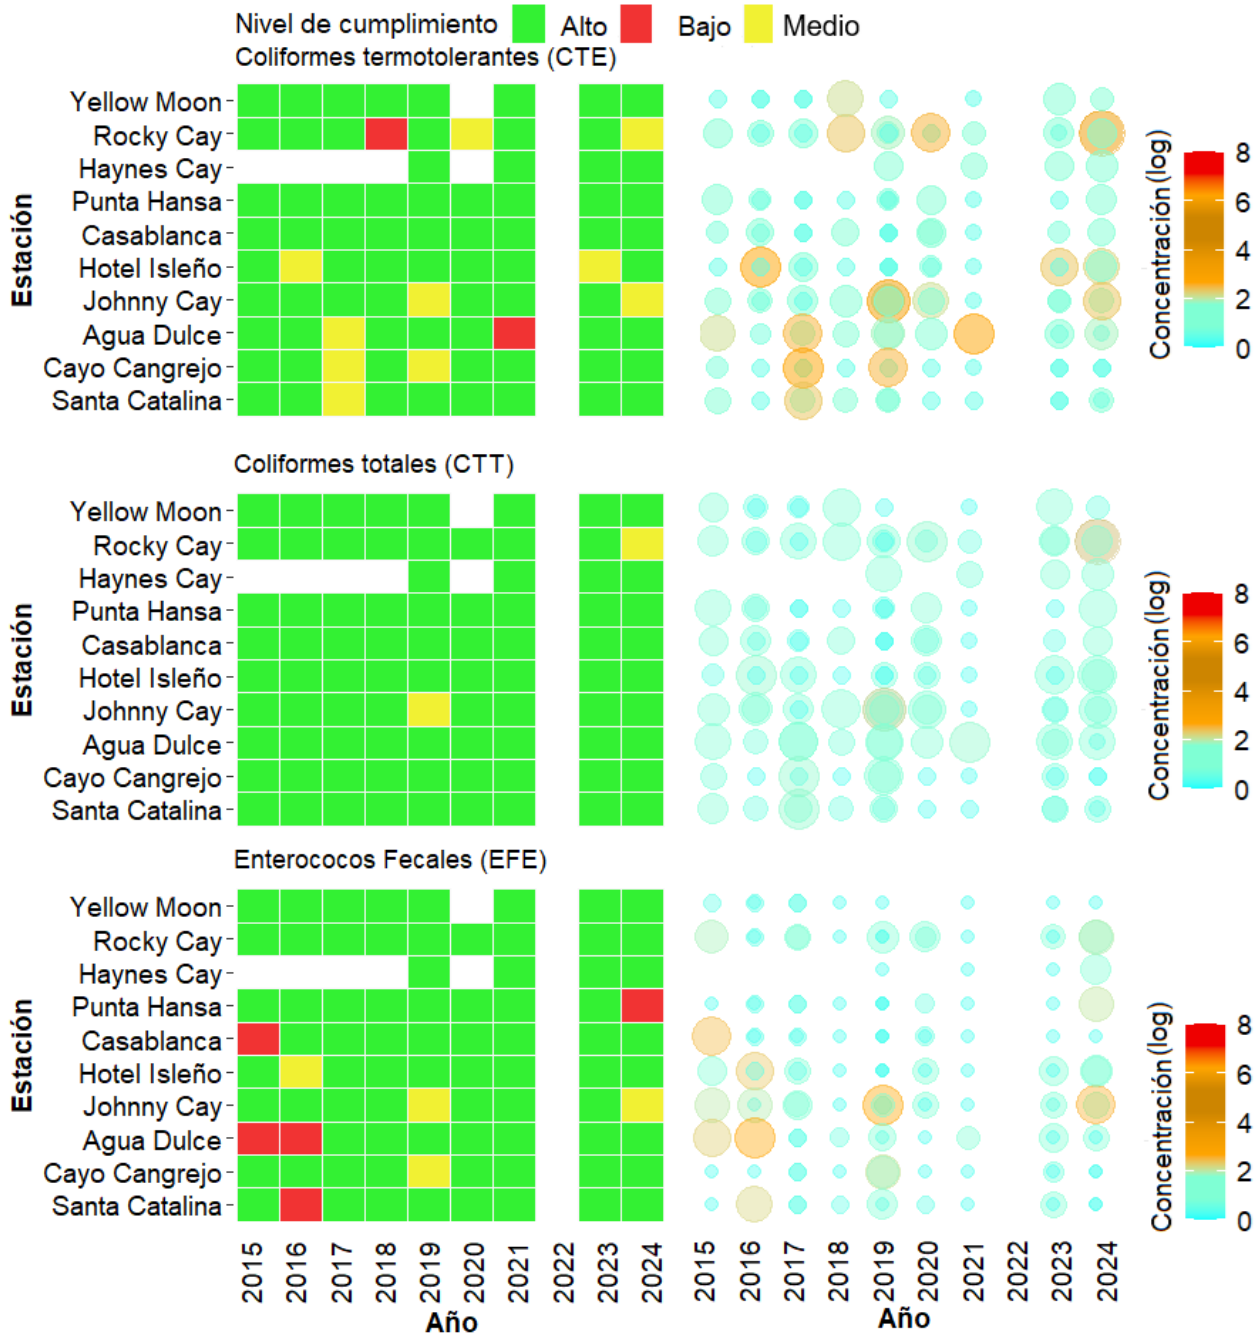 Nivel de cumplimiento Alto Bajo Medio
Coliformes termotolerantes (CTE)
Estación
Yellow Moon
Rocky Cay
Haynes Cay
Punta Hansa
Casablanca
Hotel Isleño
Johnny Cay
Agua Dulce
Cayo Cangrejo
Santa Catalina
Concentración (log)
8
6
4
2
0
Coliformes totales (CTT)
Estación
Yellow Moon
Rocky Cay
Haynes Cay
Punta Hansa
Casablanca
Hotel Isleño
Johnny Cay
Agua Dulce
Cayo Cangrejo
Santa Catalina
Concentración (log)
8
6
4
2
0
Enterococos Fecales (EFE)
Estación
Yellow Moon
Rocky Cay
Haynes Cay
Punta Hansa
Casablanca
Hotel Isleño
Johnny Cay
Agua Dulce
Cayo Cangrejo
Santa Catalina
Concentración (log)
8
6
4
2
0
2015 2016 2017 2018 2019 2020 2021 2022 2023 2024
Año
2015 2016 2017 2018 2019 2020 2021 2022 2023 2024
Año